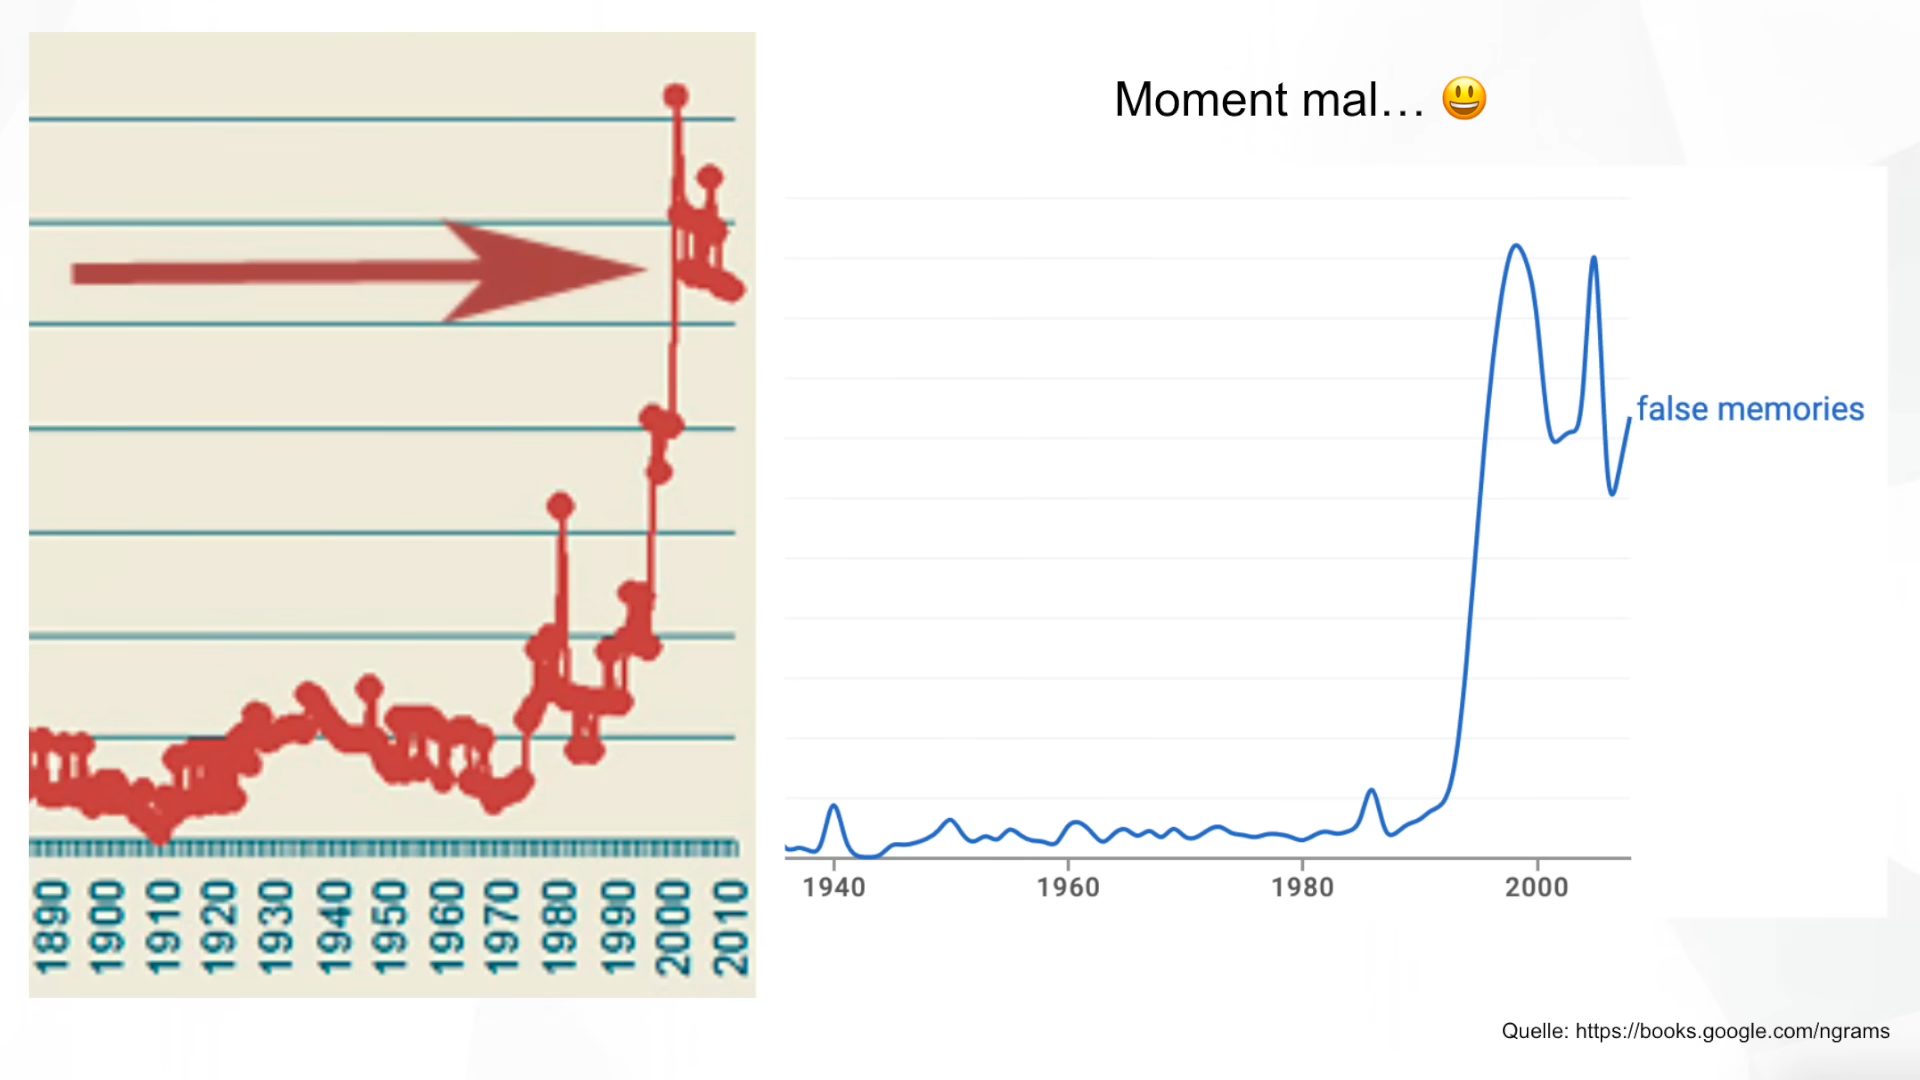 Moment mal… 😃
1890 1900 1910 1920 1930 1940 1950 1960 1970 1980 1990 2000 2010
false memories
1940 1960 1980 2000
Quelle: https://books.google.com/ngrams